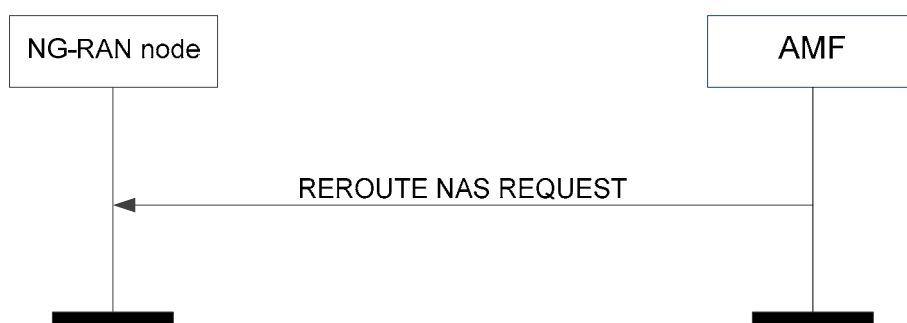 NG-RAN node
AMF
REROUTE NAS REQUEST